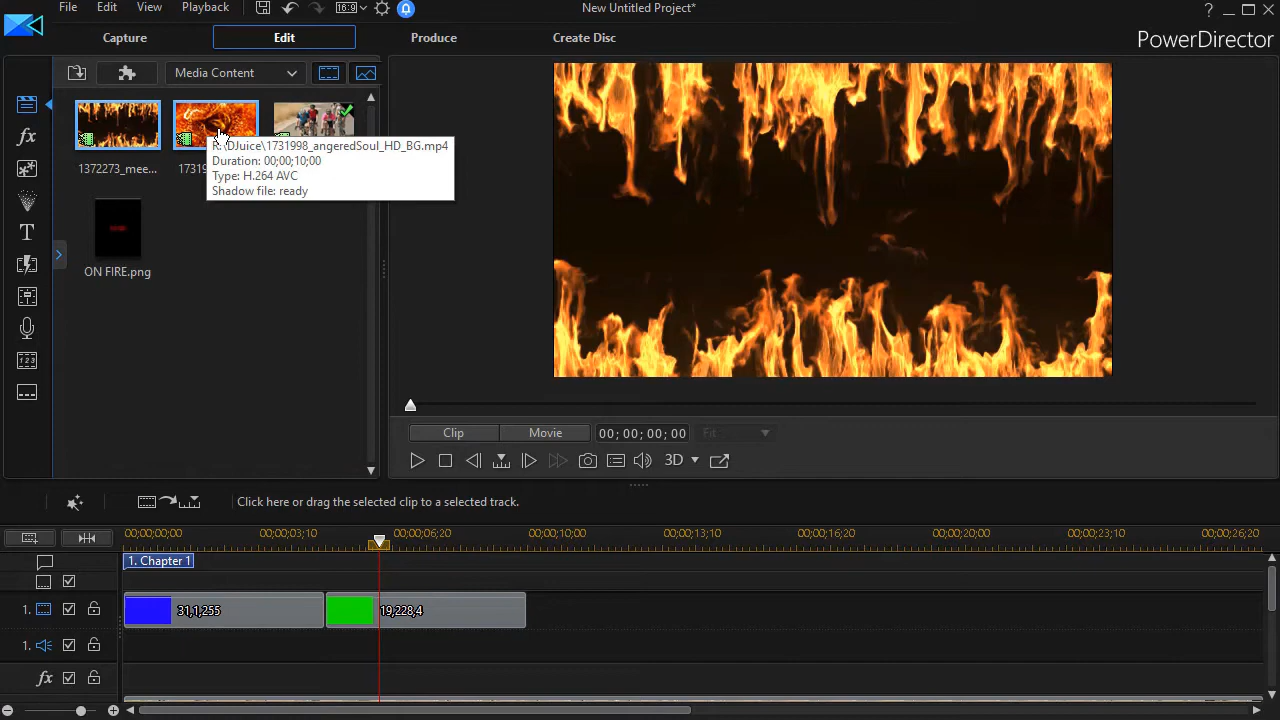 File Edit View Playback 16:9 New Untitled Project* ?
Capture Edit Produce Create Disc PowerDirector
Media Content
R:\DJuice\1731998_angeredSoul_HD_BG.mp4
Duration: 00;00;10;00
Type: H.264 AVC
Shadow file: ready
1372273_mee... 1731
ON FIRE.png
fx
T
Clip Movie 00; 00; 00; 00 Fit
3D
Click here or drag the selected clip to a selected track.
00;00;00;00 00;00;03;10 00;00;06;20 00;00;10;00 00;00;13;10 00;00;16;20 00;00;20;00 00;00;23;10 00;00;26;20
1. Chapter 1
1. 31,1,255 19,228,4
1.
fx